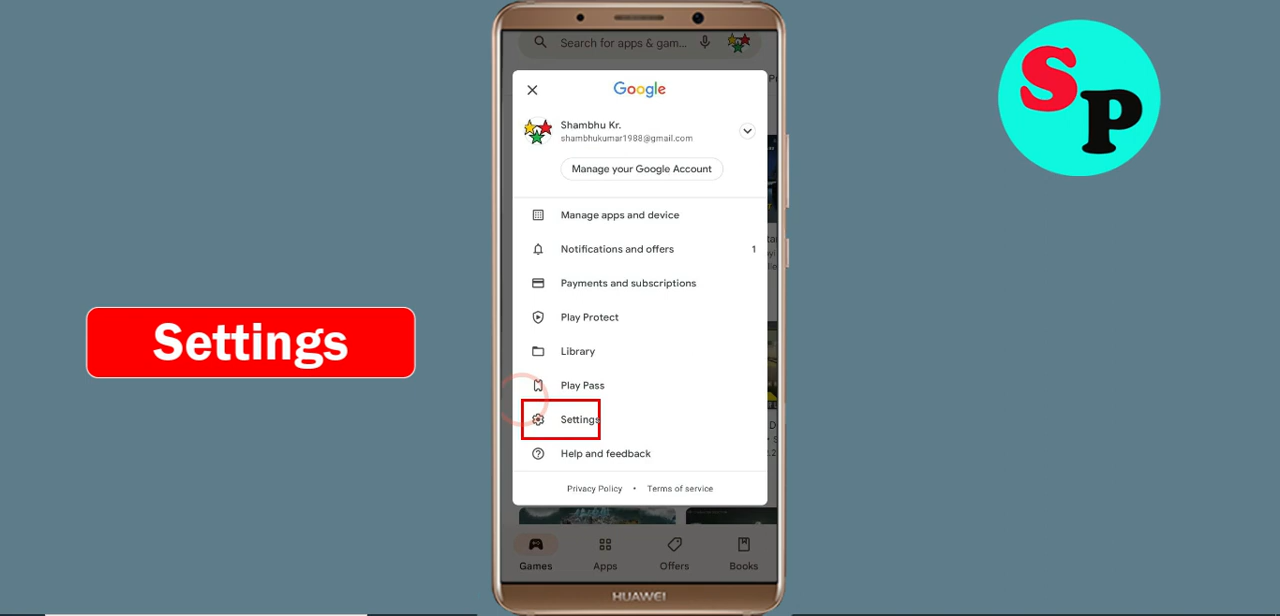 Search for apps & gam...
Google
Shambhu Kr.
shambhukumar1988@gmail.com
Manage your Google Account
Manage apps and device
Notifications and offers 1
Payments and subscriptions
Play Protect
Library
Play Pass
Settings
Help and feedback
Privacy Policy • Terms of service
Games Apps Offers Books
HUAWEI
Settings
SP